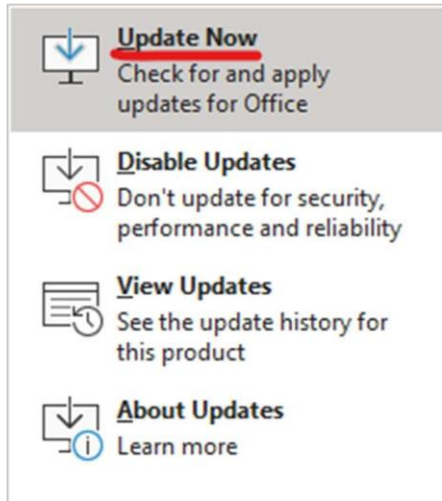 Update Now
Check for and apply
updates for Office
Disable Updates
Don't update for security,
performance and reliability
View Updates
See the update history for
this product
About Updates
Learn more